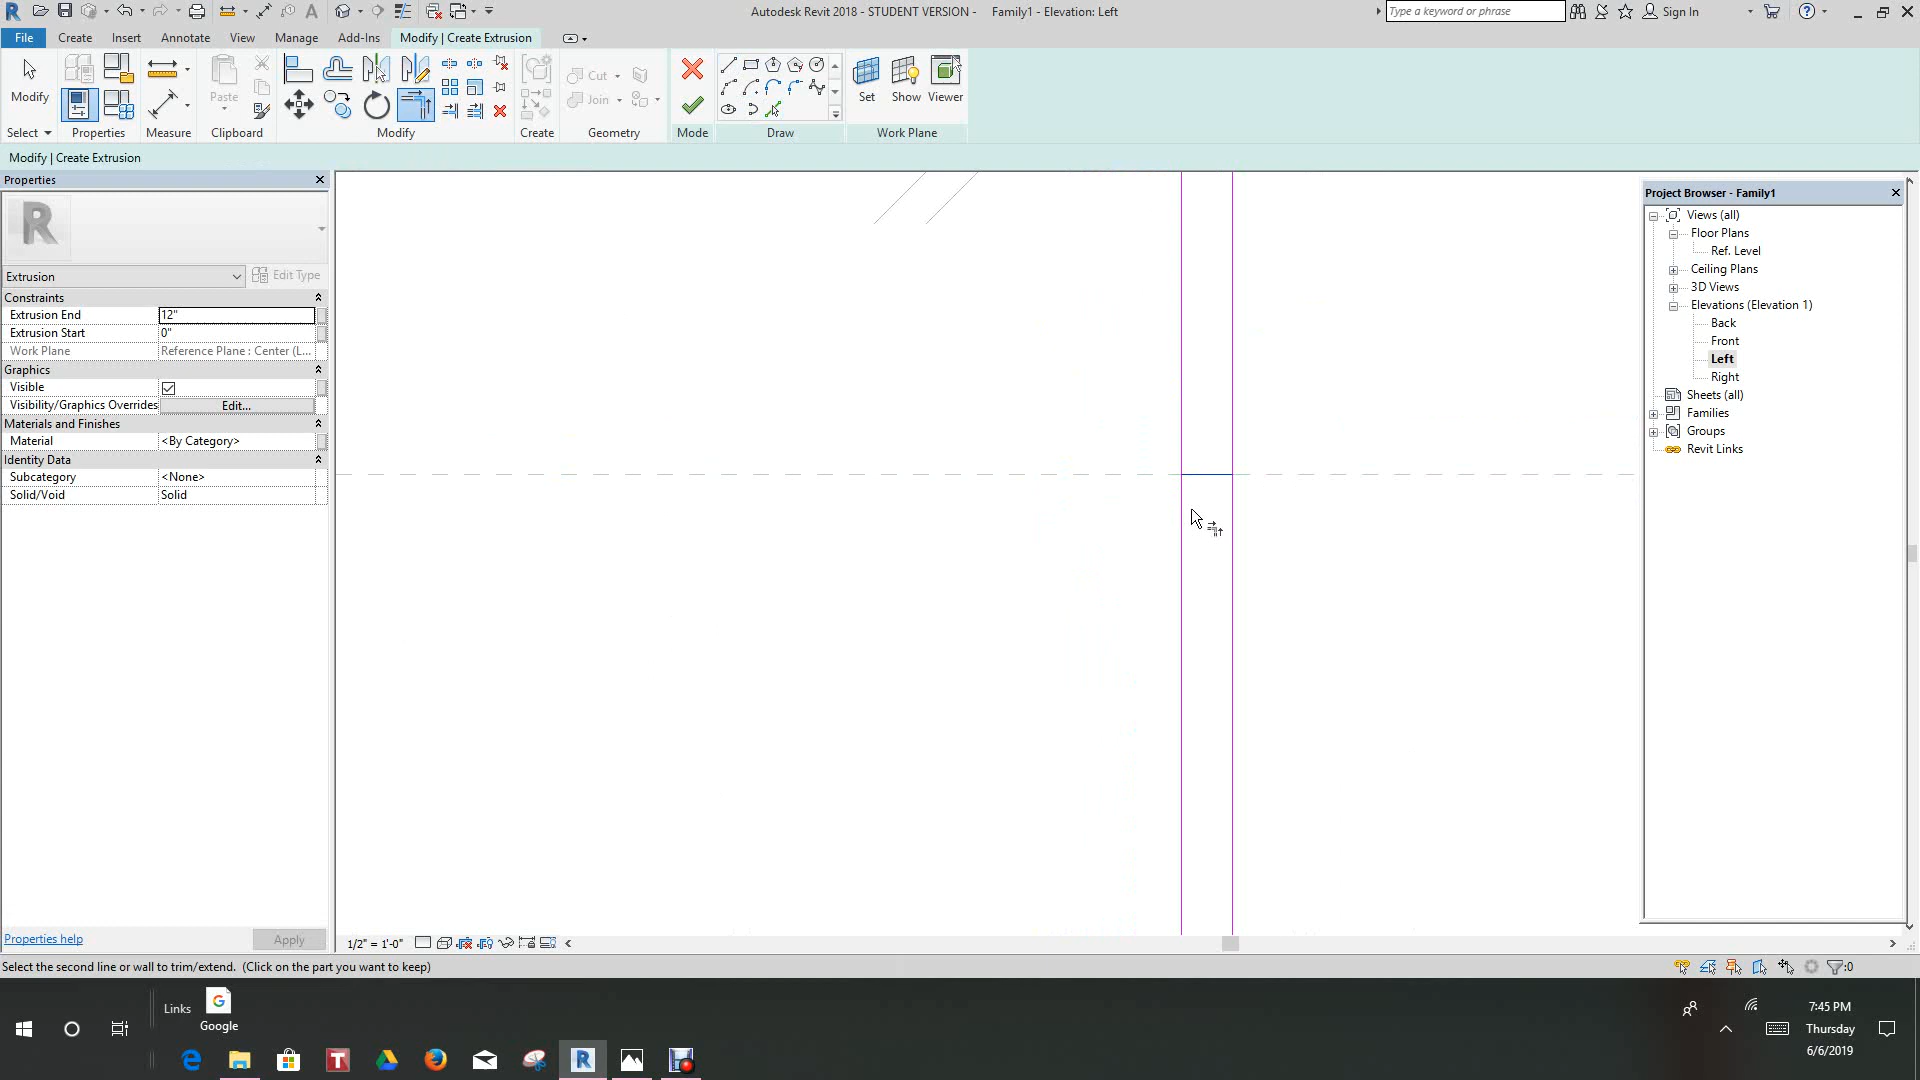 Autodesk Revit 2018 - STUDENT VERSION - Family1 - Elevation: Left
Type a keyword or phrase
Sign In
File Create Insert Annotate View Manage Add-Ins Modify | Create Extrusion
Modify
Paste
Cut
Join
Set Show Viewer
Select Properties Measure Clipboard Modify Create Geometry Mode Draw Work Plane
Modify | Create Extrusion
Properties
Extrusion
Edit Type
Constraints
Extrusion End 12"
Extrusion Start 0"
Work Plane Reference Plane : Center (L...
Graphics
Visible
Visibility/Graphics Overrides Edit...
Materials and Finishes
Material <By Category>
Identity Data
Subcategory <None>
Solid/Void Solid
Properties help
Apply
Project Browser - Family1
Views (all)
Floor Plans
Ref. Level
Ceiling Plans
3D Views
Elevations (Elevation 1)
Back
Front
Left
Right
Sheets (all)
Families
Groups
Revit Links
1/2" = 1'-0"
Select the second line or wall to trim/extend. (Click on the part you want to keep)
:0
Links
Google
7:45 PM
Thursday
6/6/2019